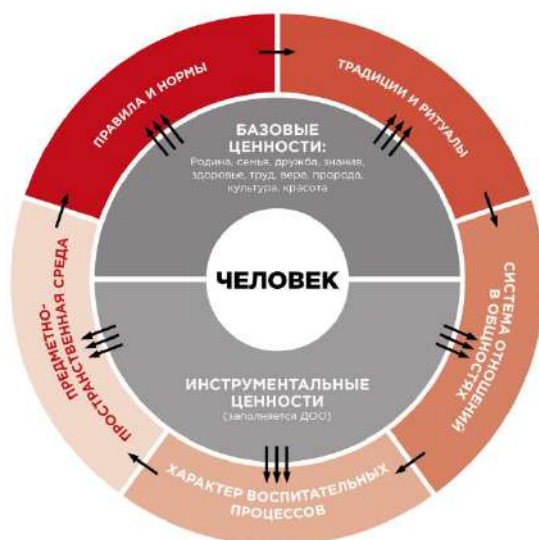 ПРАВИЛА И НОРМЫ
ТРАДИЦИИ И РИТУАЛЫ
БАЗОВЫЕ
ЦЕННОСТИ:
Родина, семья, дружба, знания,
здоровье, труд, вера, пророда,
культура, красота
ЧЕЛОВЕК
ПРЕДМЕТНО-
ПРОСТРАНСТВЕННАЯ СРЕДА
СИСТЕМА ОТНОШЕНИЙ
В ОБЩНОСТЯХ
ИНСТРУМЕНТАЛЬНЫЕ
ЦЕННОСТИ
(заполняется ДОО)
ХАРАКТЕР ВОСПИТАТЕЛЬНЫХ
ПРОЦЕССОВ